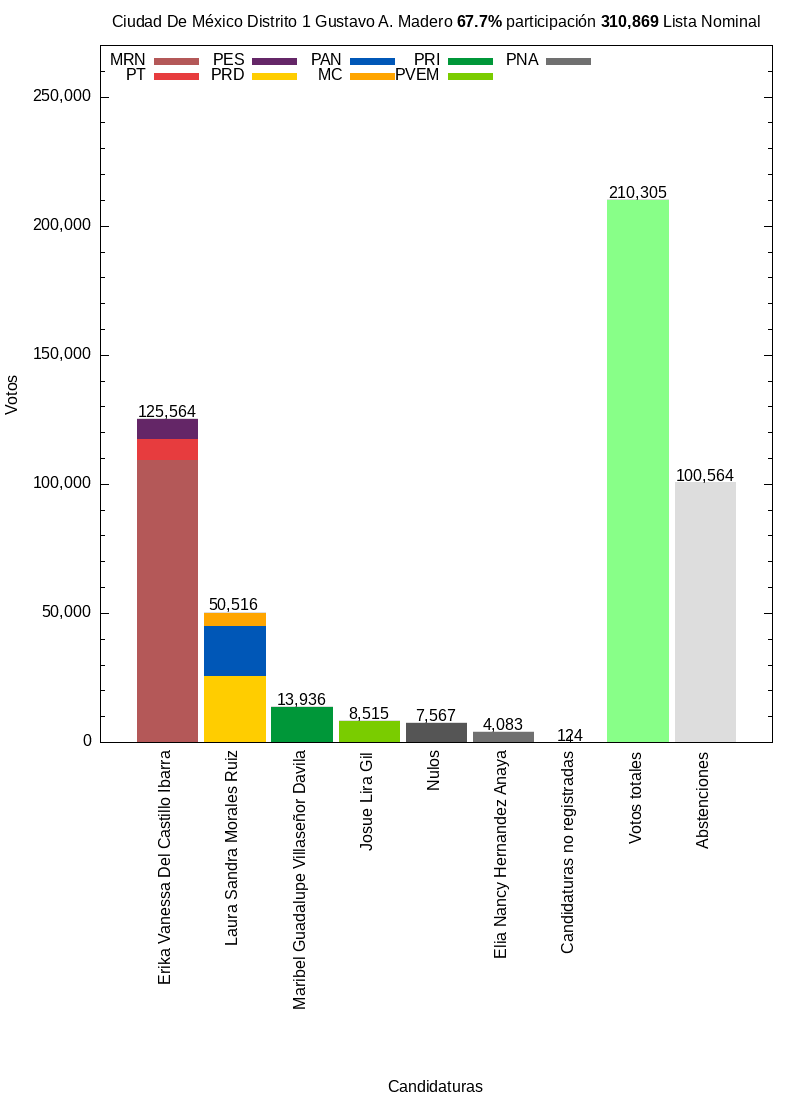 Ciudad De México Distrito 1 Gustavo A. Madero 67.7% participación 310,869 Lista Nominal
MRN PES PAN PRI PNA
PT PRD MC PVEM
250,000
200,000
150,000
100,000
50,000
0
Votos
125,564
50,516
13,936
8,515
7,567
4,083
124
210,305
100,564
Erika Vanessa Del Castillo Ibarra
Laura Sandra Morales Ruiz
Maribel Guadalupe Villaseñor Davila
Josue Lira Gil
Nulos
Elia Nancy Hernandez Anaya
Candidaturas no registradas
Votos totales
Abstenciones
Candidaturas